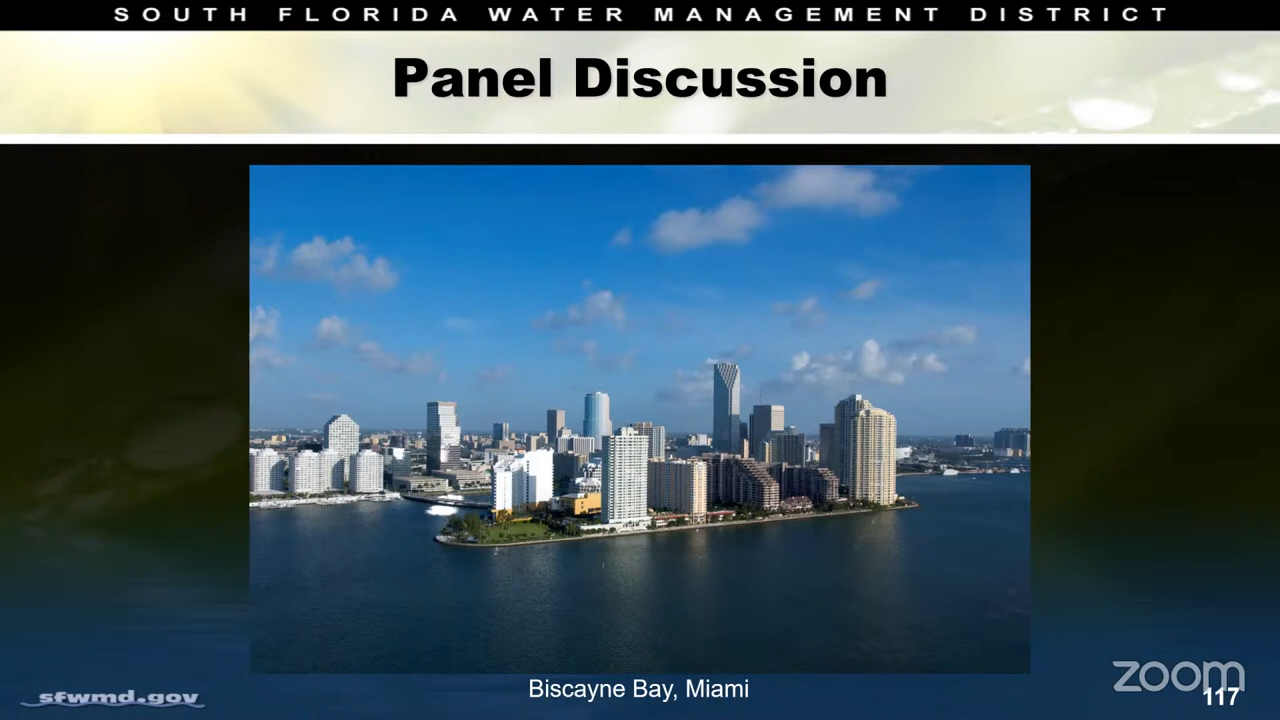 SOUTH FLORIDA WATER MANAGEMENT DISTRICT
Panel Discussion
Biscayne Bay, Miami
sfwmd.gov
zoom
117